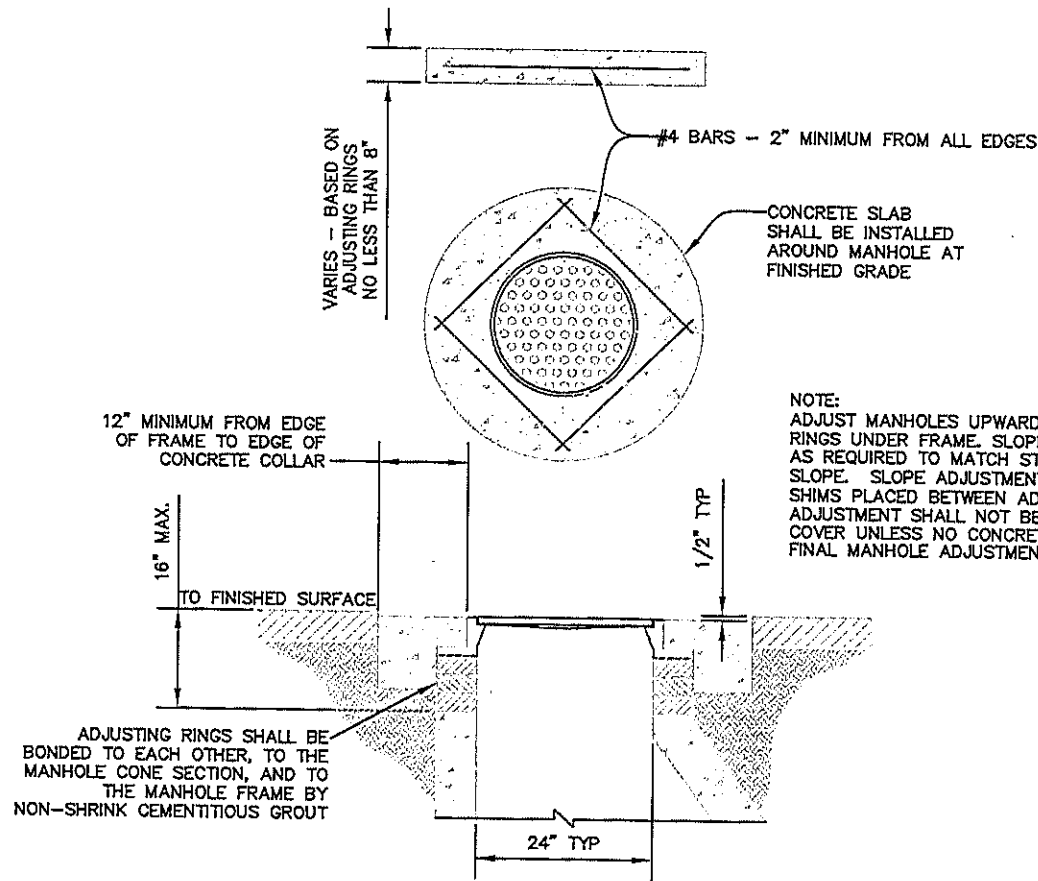 VARIES – BASED ON
ADJUSTING RINGS
NO LESS THAN 8"
#4 BARS – 2" MINIMUM FROM ALL EDGES
CONCRETE SLAB
SHALL BE INSTALLED
AROUND MANHOLE AT
FINISHED GRADE
12" MINIMUM FROM EDGE
OF FRAME TO EDGE OF
CONCRETE COLLAR
NOTE:
ADJUST MANHOLES UPWARD
RINGS UNDER FRAME. SLOPE
AS REQUIRED TO MATCH ST
SLOPE. SLOPE ADJUSTMENT
SHIMS PLACED BETWEEN AD
ADJUSTMENT SHALL NOT BE
COVER UNLESS NO CONCRET
FINAL MANHOLE ADJUSTMEN
16" MAX.
1/2" TYP
TO FINISHED SURFACE
ADJUSTING RINGS SHALL BE
BONDED TO EACH OTHER, TO THE
MANHOLE CONE SECTION, AND TO
THE MANHOLE FRAME BY
NON-SHRINK CEMENTITIOUS GROUT
24" TYP